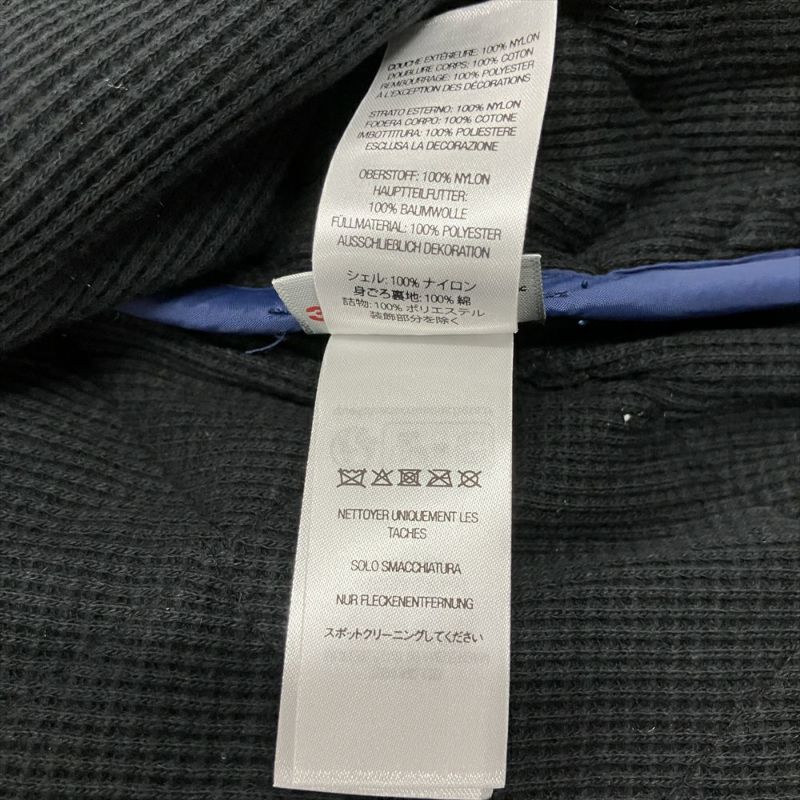 DOUCHE EXTÉRIEURE: 100% NYLON
DOUBLURE CORPS: 100% COTON
REMBOURRAGE: 100% POLYESTER
À L'EXCEPTION DES DÉCORATIONS
STRATO ESTERNO: 100% NYLON
FODERA CORPO: 100% COTONE
IMBOTTITURA: 100% POLIESTERE
ESCLUSA LA DECORAZIONE
OBERSTOFF: 100% NYLON
HAUPTTEILFUTTER:
100% BAUMWOLLE
FÜLLMATERIAL: 100% POLYESTER
AUSSCHLIEBLICH DEKORATION
シェル: 100% ナイロン
身ごろ裏地: 100% 綿
詰物: 100% ポリエステル
装飾部分を除く
3
NETTOYER UNIQUEMENT LES
TACHES
SOLO SMACCHIATURA
NUR FLECKENENTFERNUNG
スポットクリーニングしてください